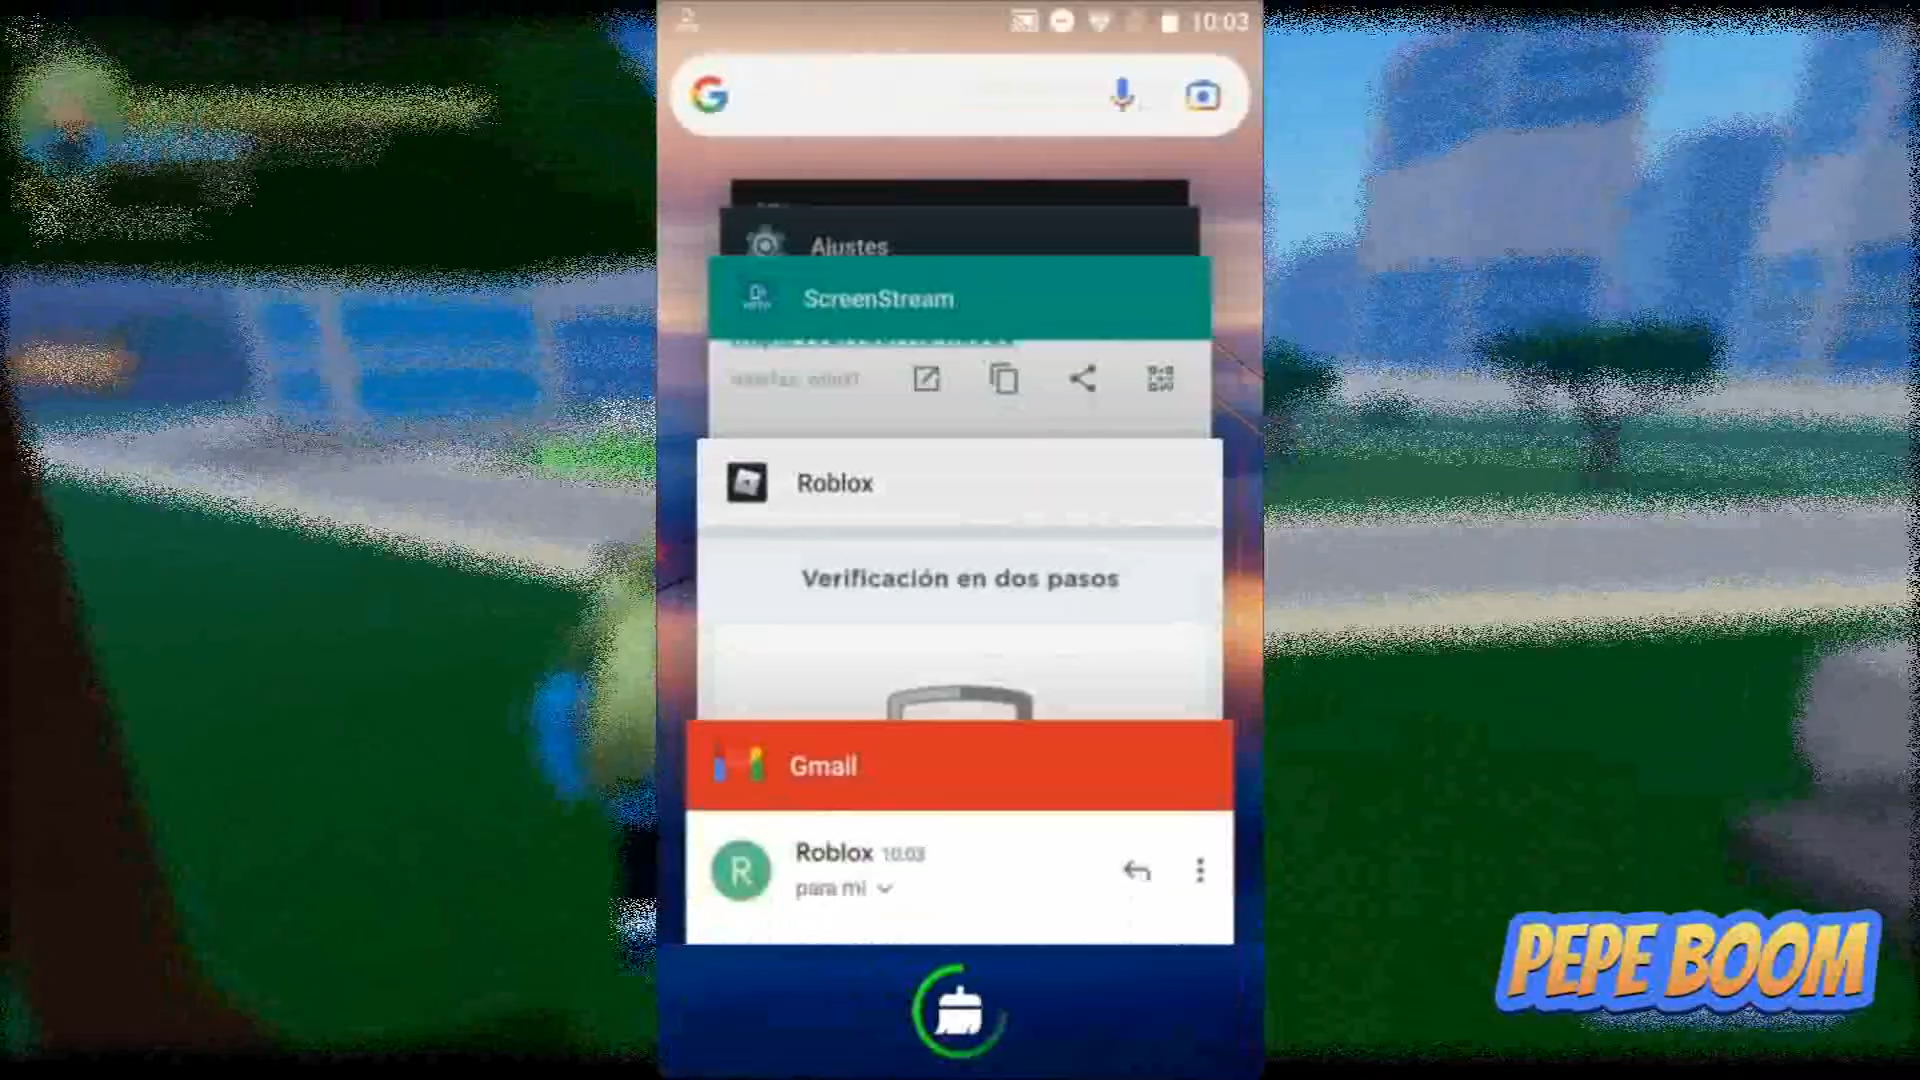 10:03
Ajustes
ScreenStream
Roblox
Verificación en dos pasos
Gmail
R
Roblox 10:03
para mí
PEPE BOOM